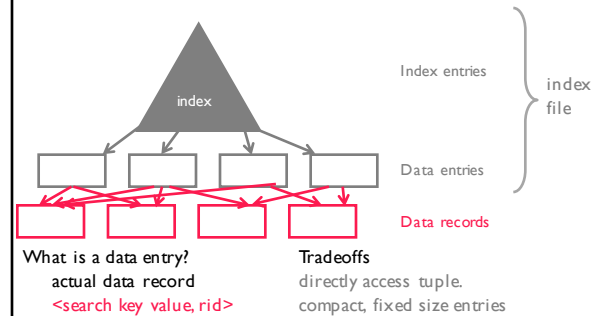 Index entries
index
index
file
Data entries
Data records
What is a data entry?
actual data record
<search key value, rid>
Tradeoffs
directly access tuple.
compact, fixed size entries